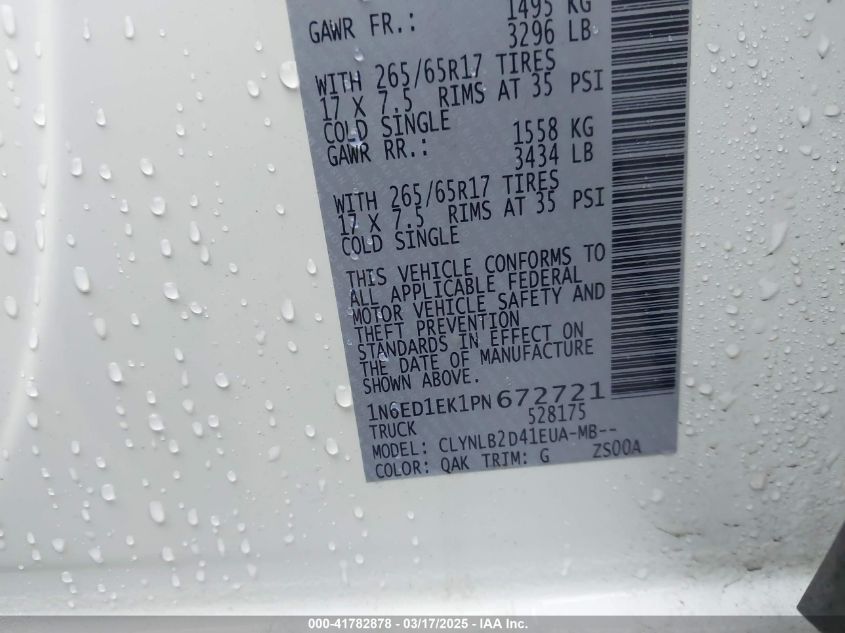 1495 KG
GAWR FR.: 3296 LB
WITH 265/65R17 TIRES
17 X 7.5 RIMS AT 35 PSI
COLD SINGLE
1558 KG
GAWR RR.: 3434 LB
WITH 265/65R17 TIRES
17 X 7.5 RIMS AT 35 PSI
COLD SINGLE
THIS VEHICLE CONFORMS TO
ALL APPLICABLE FEDERAL
MOTOR VEHICLE SAFETY AND
THEFT PREVENTION
STANDARDS IN EFFECT ON
THE DATE OF MANUFACTURE
SHOWN ABOVE.
1N6ED1EK1PN672721
TRUCK 528175
MODEL: CLYNLB2D41EUA-MB--
COLOR: QAK TRIM: G ZS00A
000-41782878 - 03/17/2025 - IAA Inc.